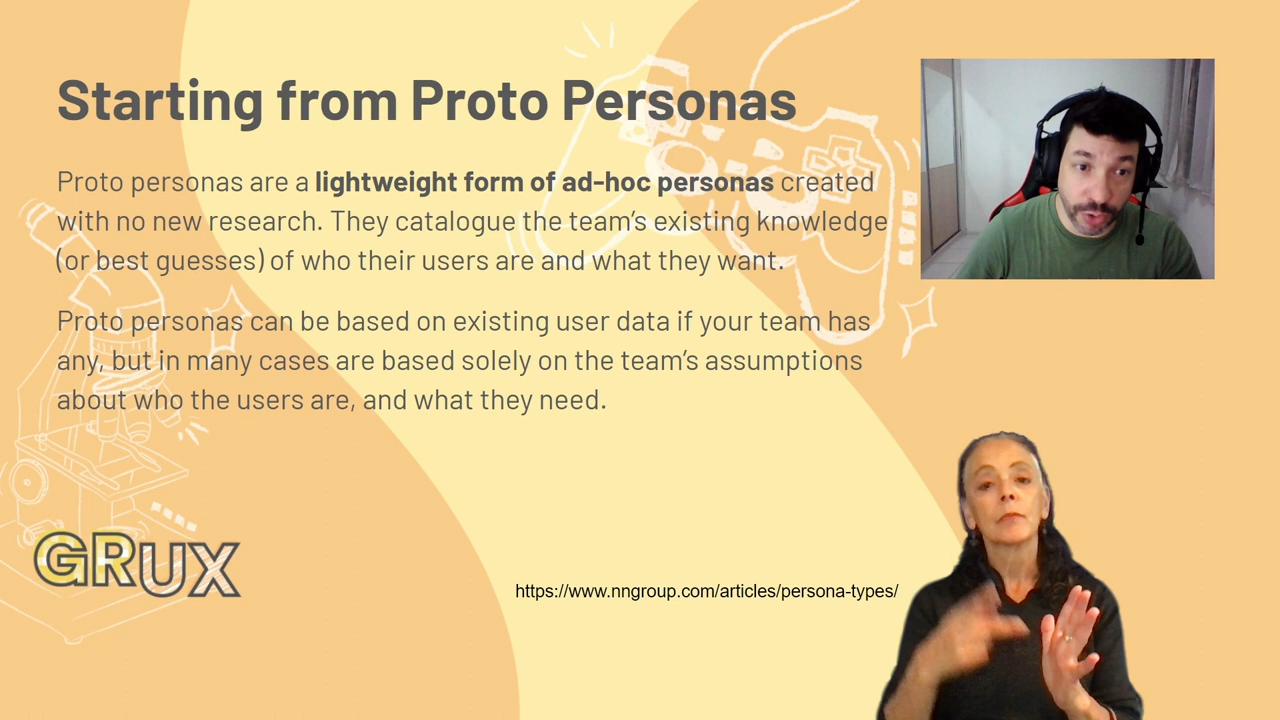 Starting from Proto Personas
Proto personas are a lightweight form of ad-hoc personas created
with no new research. They catalogue the team's existing knowledge
(or best guesses) of who their users are and what they want.
Proto personas can be based on existing user data if your team has
any, but in many cases are based solely on the team's assumptions
about who the users are, and what they need.
GRUX
https://www.nngroup.com/articles/persona-types/